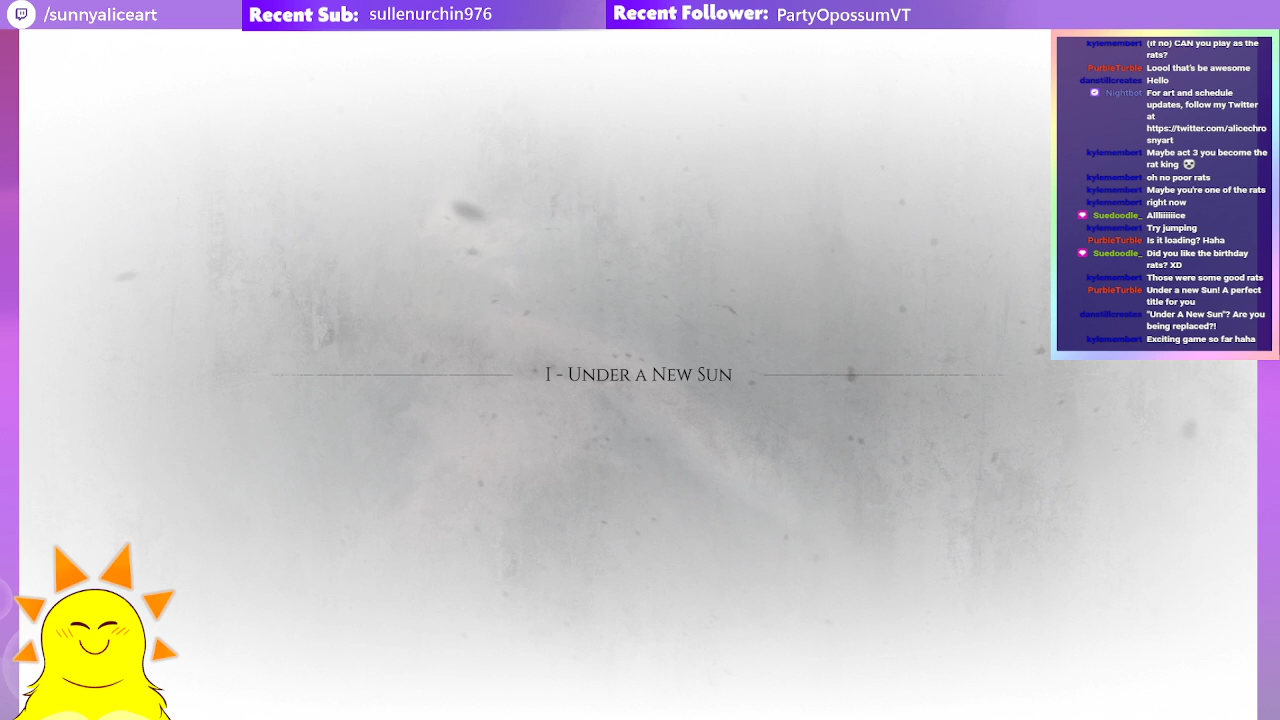 /sunnyaliceart
Recent Sub: sullenurchin976
Recent Follower: PartyOpossumVT
kylemembert (if no) CAN you play as the
rats?
PurbleTurble Loool that's be awesome
danstillcreates Hello
Nightbot For art and schedule
updates, follow my Twitter
at
https://twitter.com/alicechro
snyart
kylemembert Maybe act 3 you become the
rat king
kylemembert oh no poor rats
kylemembert Maybe you're one of the rats
kylemembert right now
Suedoodle_ Allliiiiiice
kylemembert Try jumping
PurbleTurble Is it loading? Haha
Suedoodle_ Did you like the birthday
rats? XD
kylemembert Those were some good rats
PurbleTurble Under a new Sun! A perfect
title for you
danstillcreates "Under A New Sun"? Are you
being replaced?!
kylemembert Exciting game so far haha
I - Under a New Sun